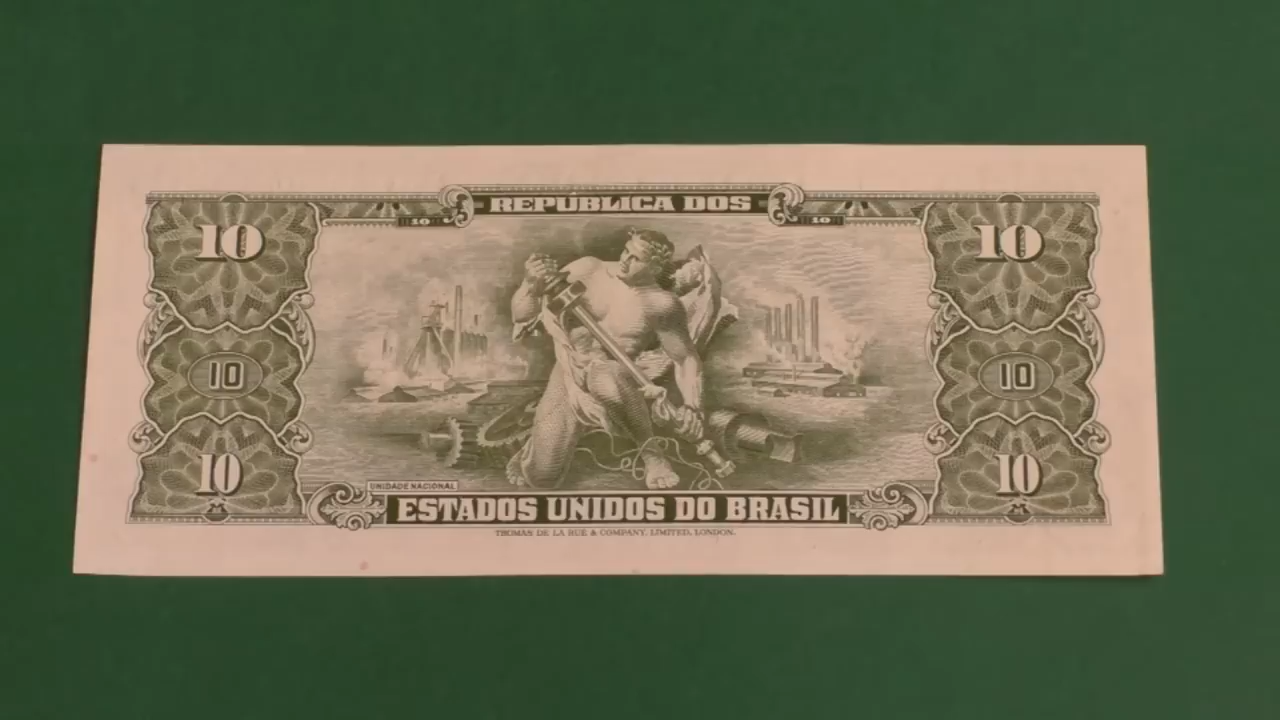 REPÚBLICA DOS
10 10
10 10
10 10
10 10
UNIDADE NACIONAL
ESTADOS UNIDOS DO BRASIL
THOMAS DE LA RUE & COMPANY, LIMITED, LONDON.